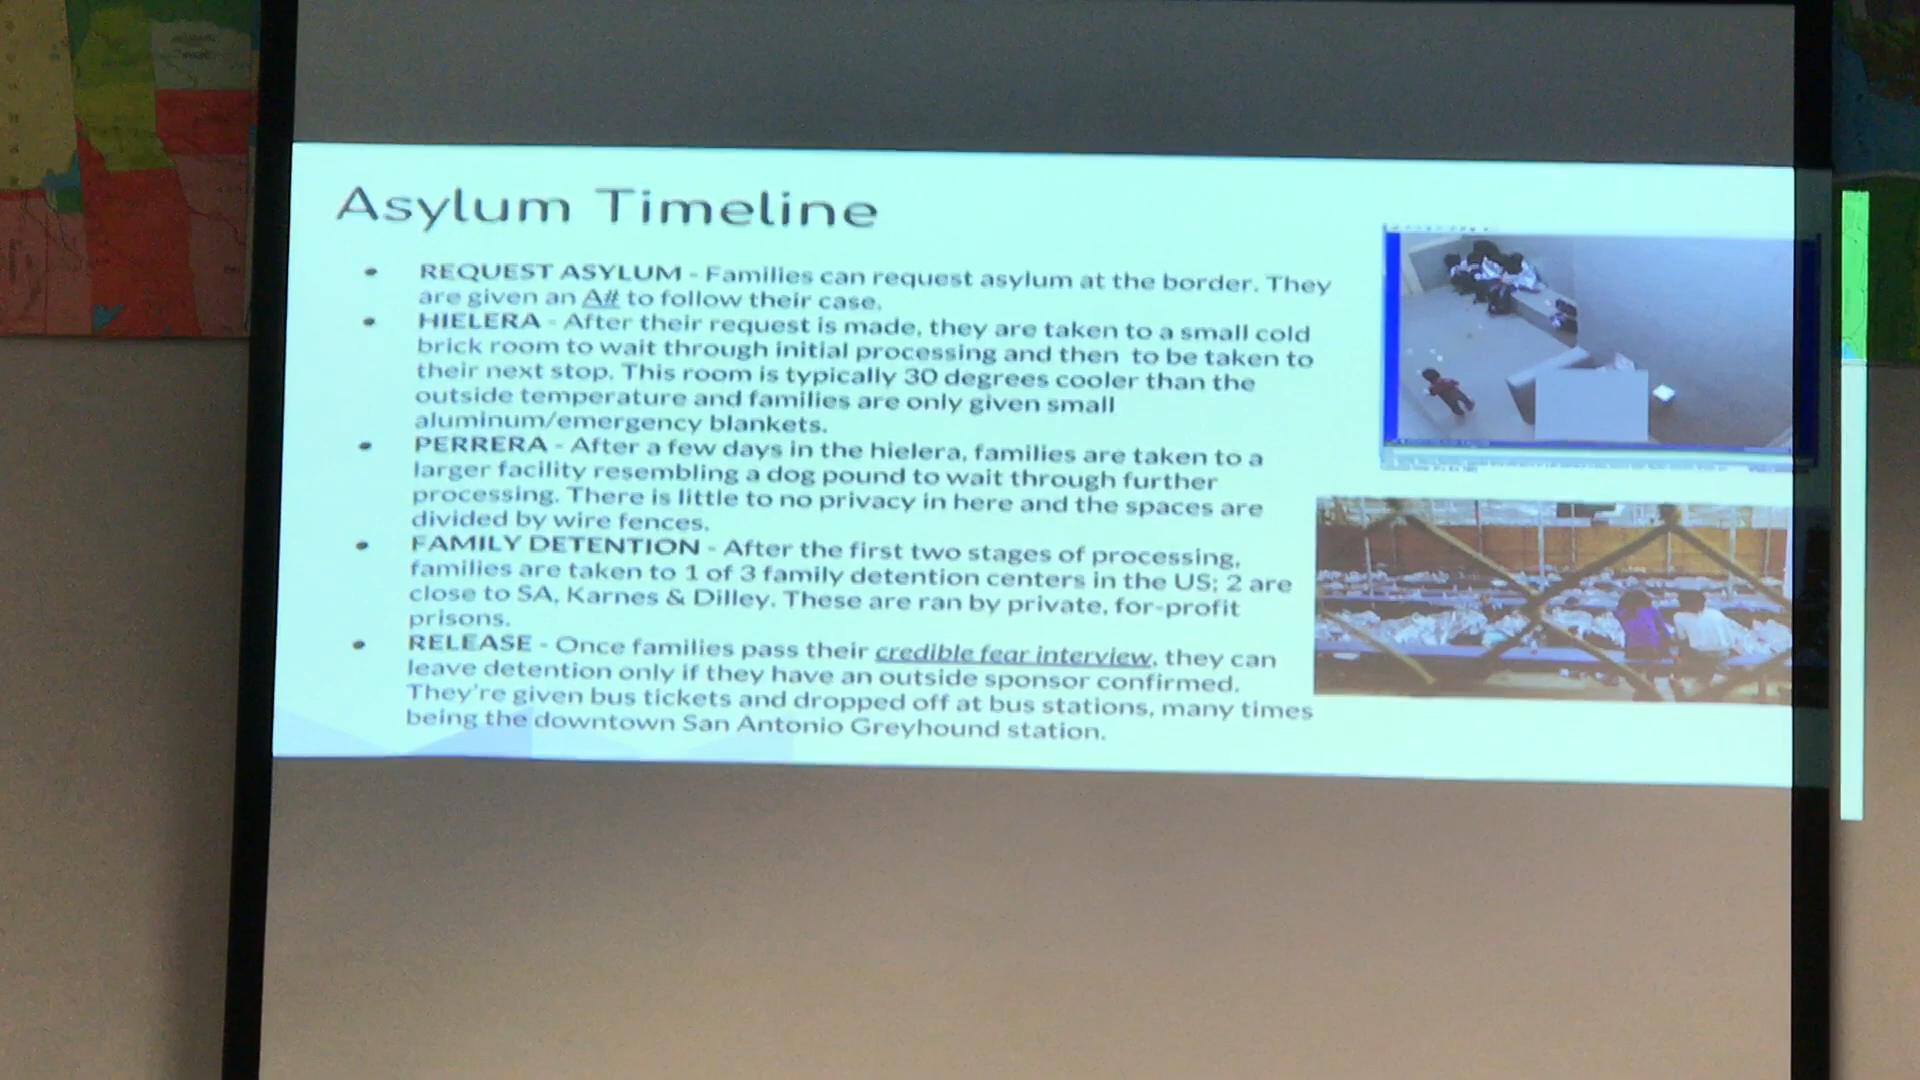 Asylum Timeline
• REQUEST ASYLUM - Families can request asylum at the border. They
are given an A# to follow their case.
• HIELERA - After their request is made, they are taken to a small cold
brick room to wait through initial processing and then to be taken to
their next stop. This room is typically 30 degrees cooler than the
outside temperature and families are only given small
aluminum/emergency blankets.
• PERRERA - After a few days in the hielera, families are taken to a
larger facility resembling a dog pound to wait through further
processing. There is little to no privacy in here and the spaces are
divided by wire fences.
• FAMILY DETENTION - After the first two stages of processing,
families are taken to 1 of 3 family detention centers in the US; 2 are
close to SA, Karnes & Dilley. These are ran by private, for-profit
prisons.
• RELEASE - Once families pass their credible fear interview, they can
leave detention only if they have an outside sponsor confirmed.
They're given bus tickets and dropped off at bus stations, many times
being the downtown San Antonio Greyhound station.